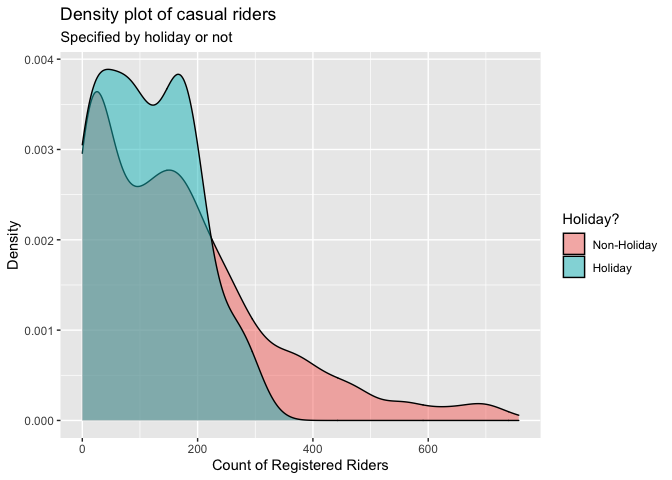 Density plot of casual riders
Specified by holiday or not
0.004
0.003
0.002
0.001
0.000
Density
0
200
400
600
Count of Registered Riders
Holiday?
Non-Holiday
Holiday